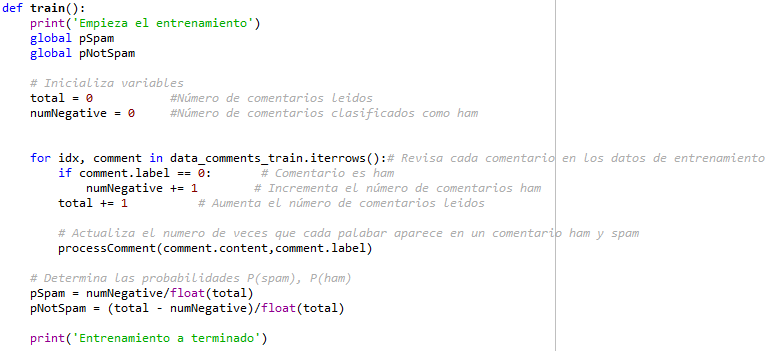 def train():
    print('Empieza el entrenamiento')
    global pSpam
    global pNotSpam
    # Inicializa variables
    total = 0           #Número de comentarios leidos
    numNegative = 0     #Número de comentarios clasificados como ham
    for idx, comment in data_comments_train.iterrows():# Revisa cada comentario en los datos de entrenamiento
        if comment.label == 0:       # Comentario es ham
            numNegative += 1        # Incrementa el número de comentarios ham
        total += 1          # Aumenta el número de comentarios leidos
        # Actualiza el numero de veces que cada palabar aparece en un comentario ham y spam
        processComment(comment.content,comment.label)
    # Determina las probabilidades P(spam), P(ham)
    pSpam = numNegative/float(total)
    pNotSpam = (total - numNegative)/float(total)
    print('Entrenamiento a terminado')